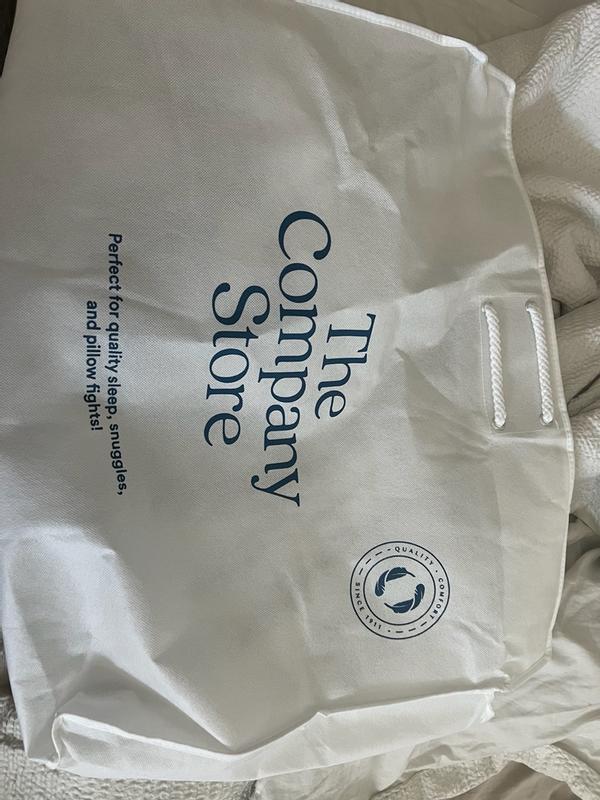 The
Company
Store
Perfect for quality sleep, snuggles,
and pillow fights!
QUALITY • COMFORT
SINCE 1911